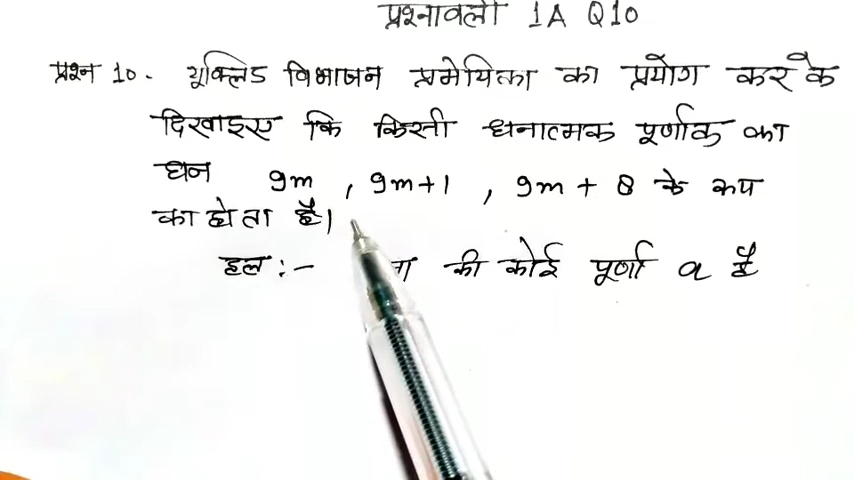 प्रश्नावली 1A Q10
प्रश्न 10. यूक्लिड विभाजन प्रमेयिका का प्रयोग करके
दिखाइए कि किसी धनात्मक पूर्णाक का
घन 9m , 9m+1 , 9m + 8 के रूप
का होता है।
हल :- की कोई पूर्णा a है